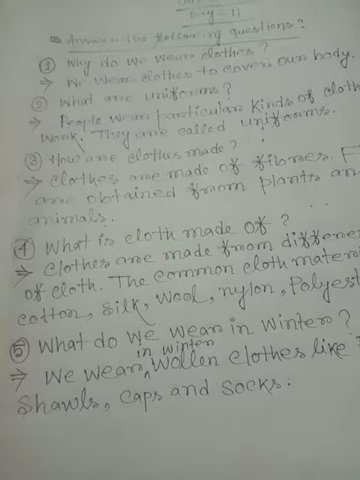 Day - 11
Answer the following questions:
① Why do we wear clothes?
→ We wear clothes to cover our body.
② What are uniforms?
→ People wear particular kinds of cloth
work. They are called uniforms.
③ How are clothes made?
→ Clothes are made of fibres. F
are obtained from plants an
animals.
④ What is cloth made of?
→ Clothes are made from differe
of cloth. The common cloth mater
cotton, silk, wool, nylon, Polyest
⑤ What do we wear in winter?
in winter
→ We wear ^ wollen clothes like
Shawls, caps and socks.